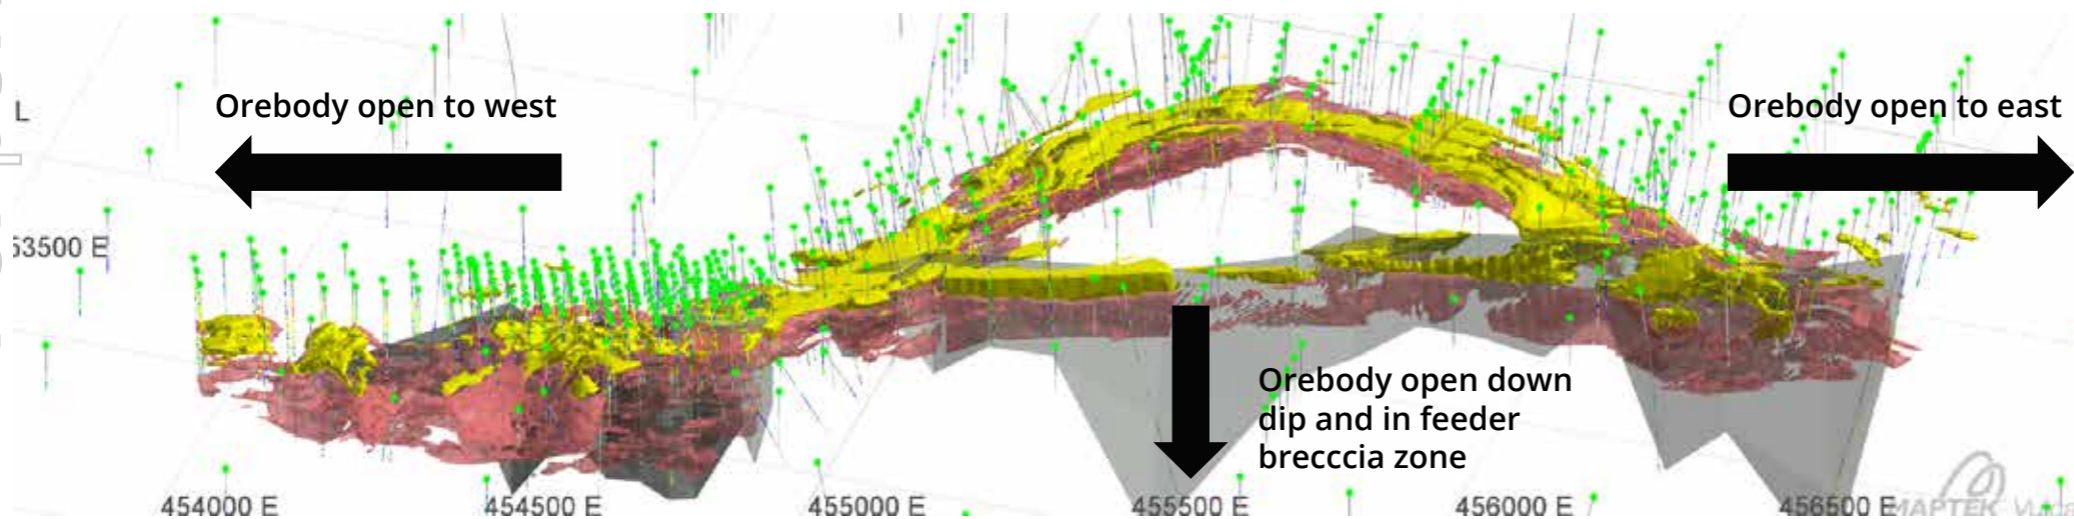 Orebody open to west
Orebody open to east
L
53500 E
Orebody open down
dip and in feeder
brecccia zone
454000 E
454500 E
455000 E
455500 E
456000 E
456500 E
MAPTEK